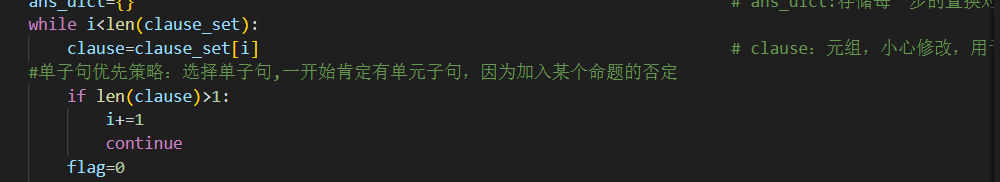 ans_dict={} # ans_dict:存储每一步的置换对
while i<len(clause_set):
clause=clause_set[i] # clause：元组，小心修改，用于
#单子句优先策略：选择单子句,一开始肯定有单元子句，因为加入某个命题的否定
if len(clause)>1:
i+=1
continue
flag=0